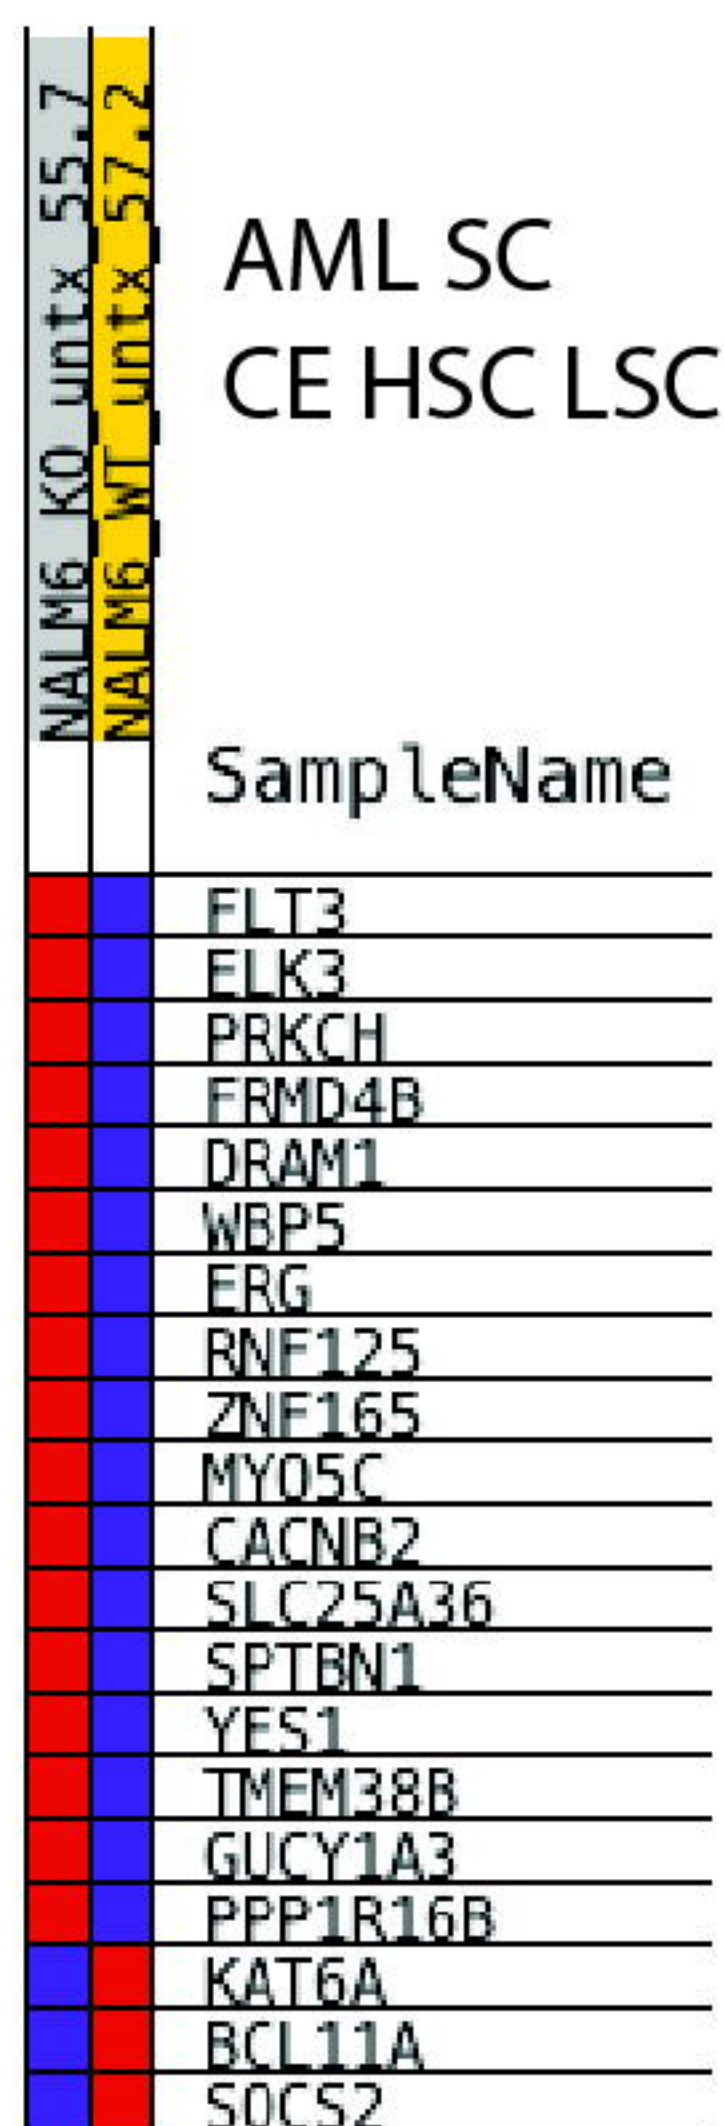 NALM6_KO_untx_55.7
NALM6_WT_untx_57.2
AML SC
CE HSC LSC
SampleName
FLT3
ELK3
PRKCH
FRMD4B
DRAM1
WBP5
ERG
RNF125
ZNF165
MYO5C
CACNB2
SLC25A36
SPTBN1
YES1
TMEM38B
GUCY1A3
PPP1R16B
KAT6A
BCL11A
SOCS2